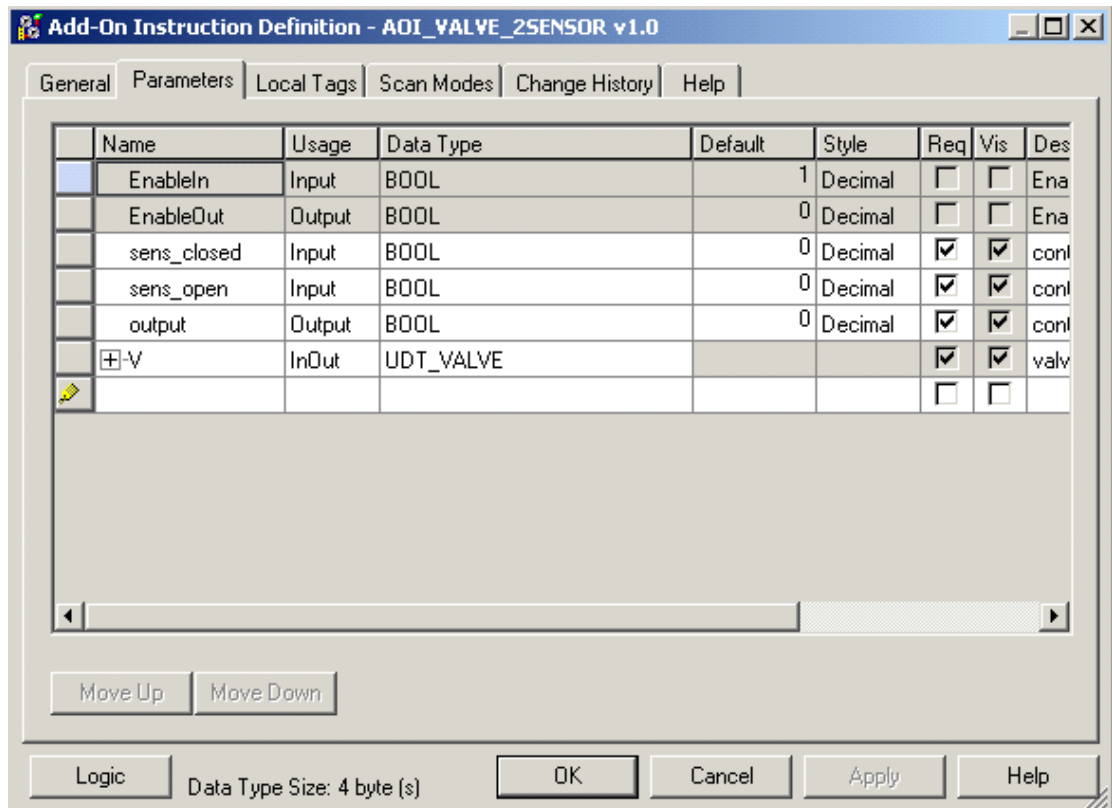 Add-On Instruction Definition - AOI_VALVE_2SENSOR v1.0
General Parameters Local Tags Scan Modes Change History Help
Name Usage Data Type Default Style Req Vis Des
EnableIn Input BOOL 1 Decimal Ena
EnableOut Output BOOL 0 Decimal Ena
sens_closed Input BOOL 0 Decimal cont
sens_open Input BOOL 0 Decimal cont
output Output BOOL 0 Decimal cont
V InOut UDT_VALVE valv
Move Up Move Down
Logic Data Type Size: 4 byte (s) OK Cancel Apply Help